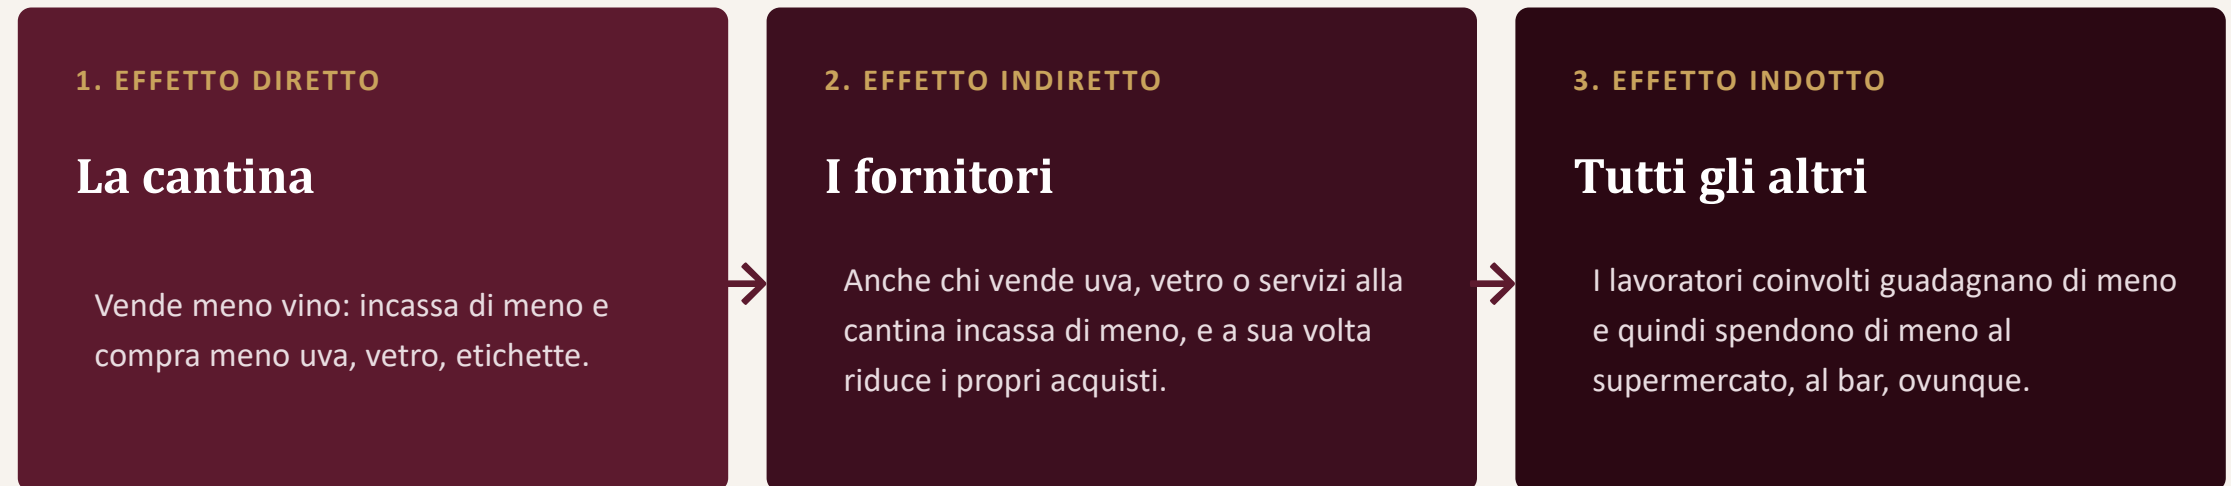 1. EFFETTO DIRETTO
La cantina
Vende meno vino: incassa di meno e
compra meno uva, vetro, etichette.
2. EFFETTO INDIRETTO
I fornitori
Anche chi vende uva, vetro o servizi alla
cantina incassa di meno, e a sua volta
riduce i propri acquisti.
3. EFFETTO INDOTTO
Tutti gli altri
I lavoratori coinvolti guadagnano di meno
e quindi spendono di meno al
supermercato, al bar, ovunque.